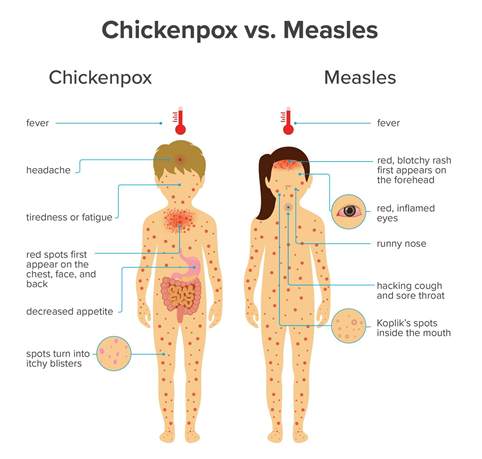 Chickenpox vs. Measles
Chickenpox
fever
headache
tiredness or fatigue
red spots first
appear on the
chest, face, and
back
decreased appetite
spots turn into
itchy blisters
Measles
fever
red, blotchy rash
first appears on
the forehead
red, inflamed
eyes
runny nose
hacking cough
and sore throat
Koplik's spots
inside the mouth